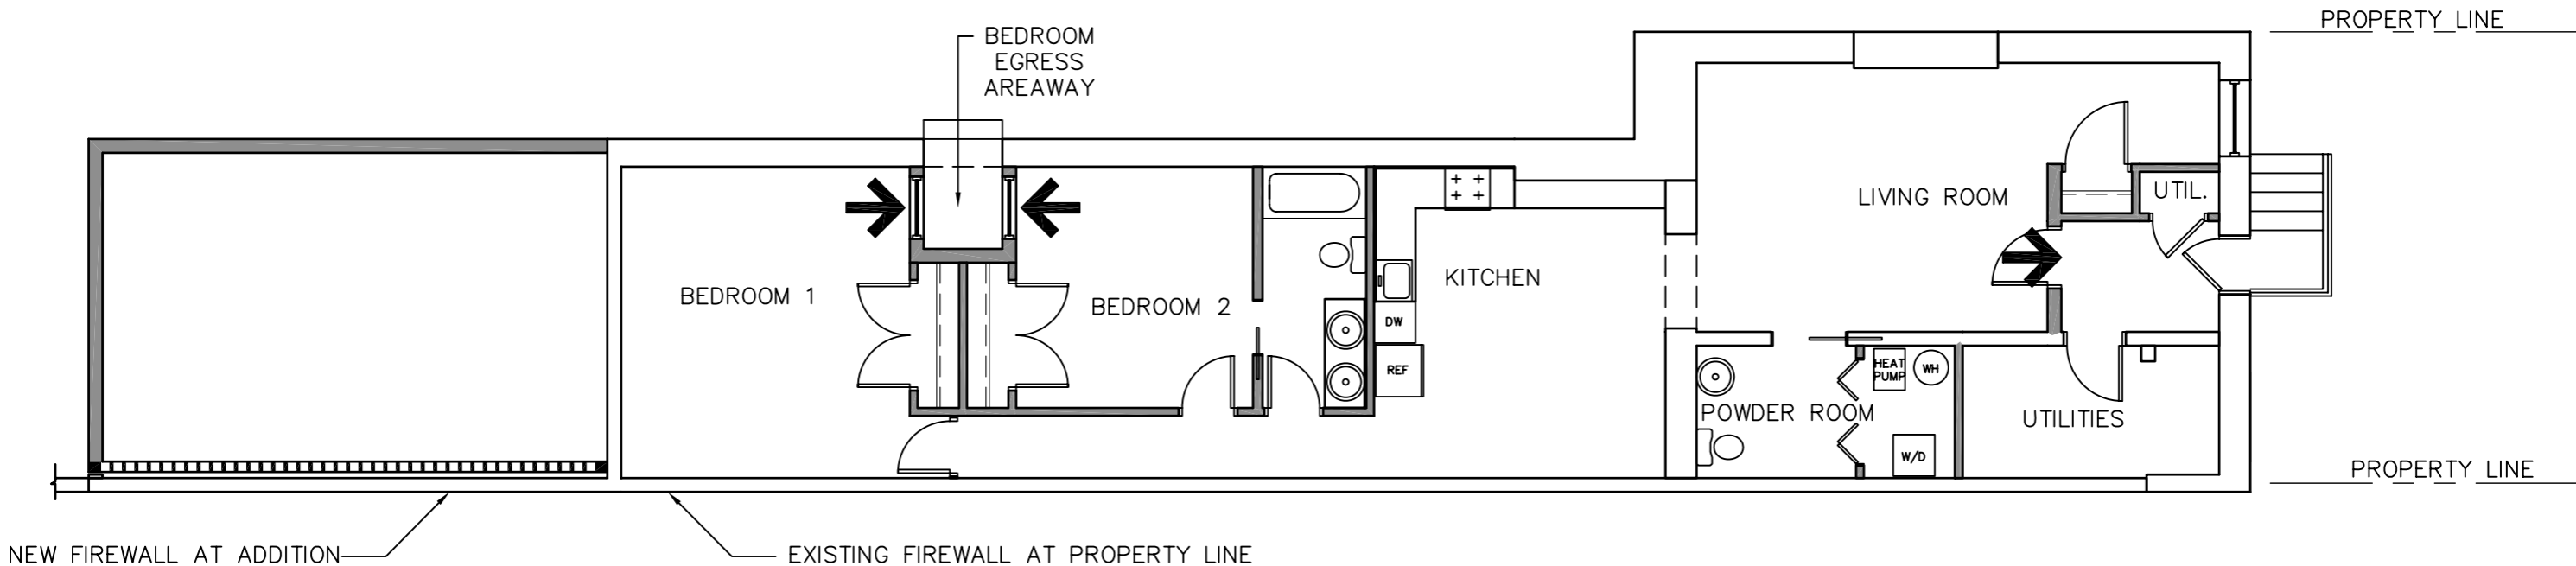 PROPERTY LINE
BEDROOM
EGRESS
AREAWAY
LIVING ROOM
UTIL.
KITCHEN
BEDROOM 1
BEDROOM 2
DW
REF
HEAT
PUMP
WH
POWDER ROOM
UTILITIES
W/D
PROPERTY LINE
NEW FIREWALL AT ADDITION
EXISTING FIREWALL AT PROPERTY LINE